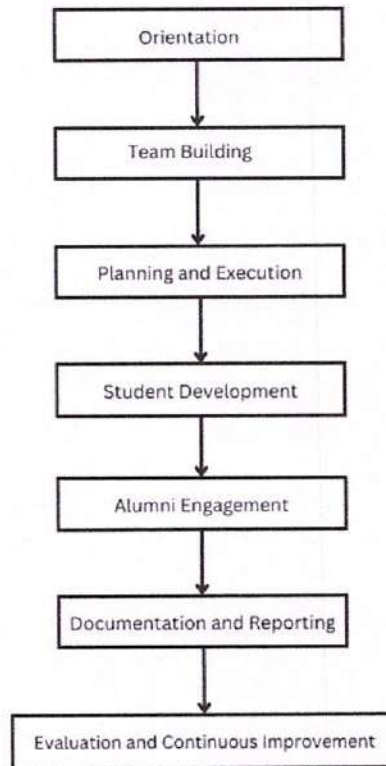 Orientation
Team Building
Planning and Execution
Student Development
Alumni Engagement
Documentation and Reporting
Evaluation and Continuous Improvement